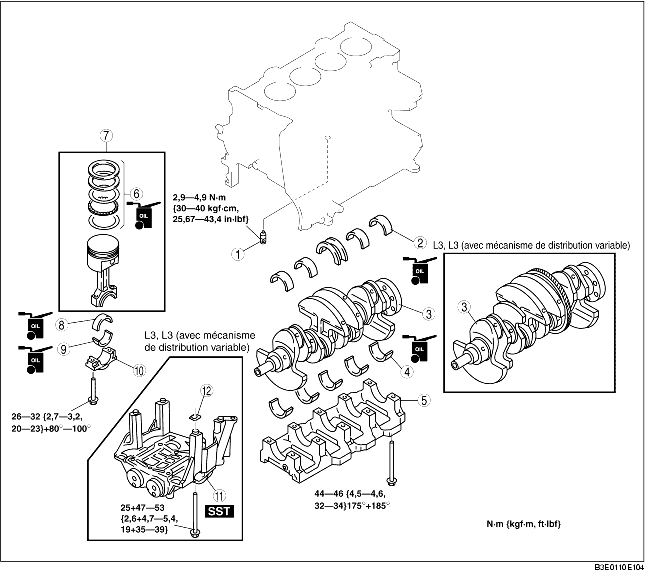 7
6
OIL
2,9—4,9 N·m
{30—40 kgf·cm,
25,67—43,4 in·lbf}
1
2
L3, L3 (avec mécanisme de distribution variable)
OIL
3
3
OIL
8
OIL
9
10
OIL
4
L3, L3 (avec mécanisme
de distribution variable)
12
5
26—32 {2,7—3,2,
20—23}+80°—100°
11
SST
25+47—53
{2,6+4,7—5,4,
19+35—39}
44—46 {4,5—4,6,
32—34}175°+185°
N·m {kgf·m, ft·lbf}
B3E0110E104